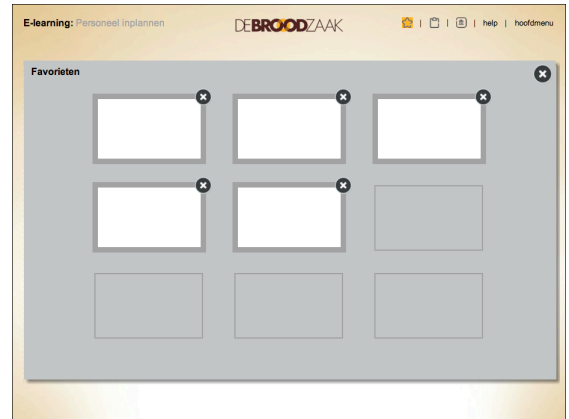 E-learning: Personeel inplannen
DEBROODZAAK
| | | help | hoofdmenu
Favorieten